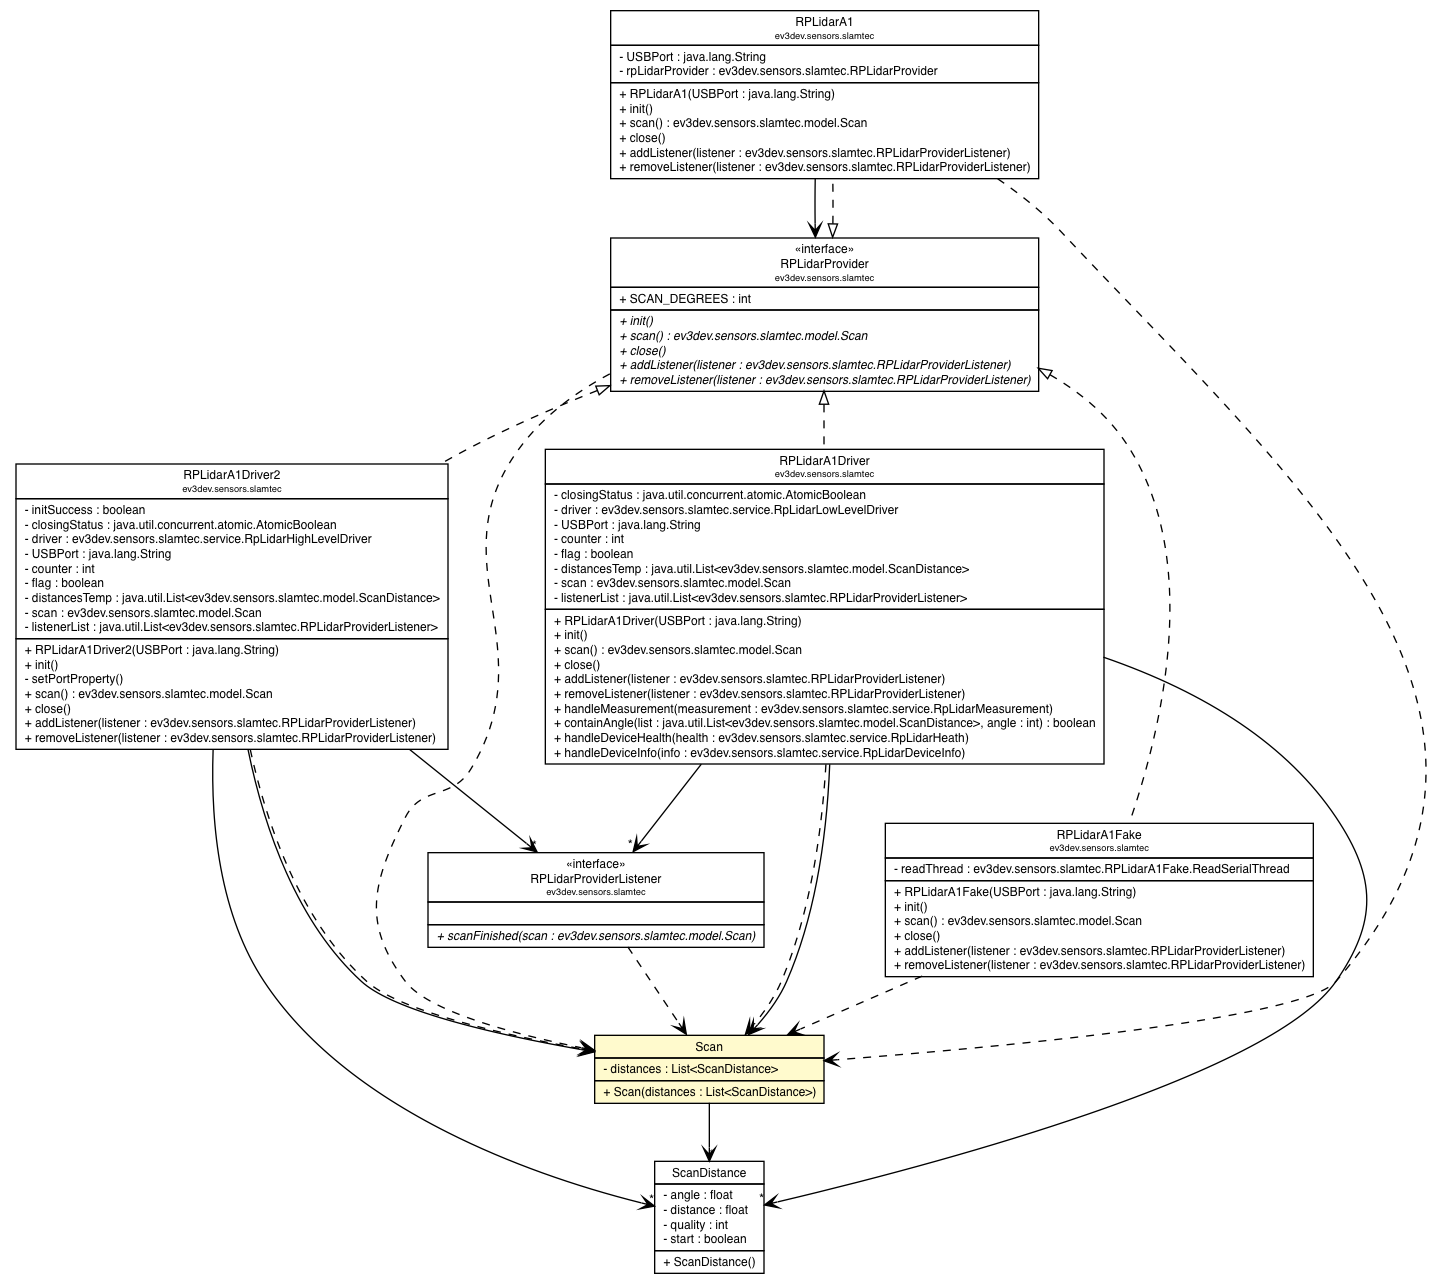 RPLidarA1
ev3dev.sensors.slamtec
- USBPort : java.lang.String
- rpLidarProvider : ev3dev.sensors.slamtec.RPLidarProvider
+ RPLidarA1(USBPort : java.lang.String)
+ init()
+ scan() : ev3dev.sensors.slamtec.model.Scan
+ close()
+ addListener(listener : ev3dev.sensors.slamtec.RPLidarProviderListener)
+ removeListener(listener : ev3dev.sensors.slamtec.RPLidarProviderListener)
«interface»
RPLidarProvider
ev3dev.sensors.slamtec
+ SCAN_DEGREES : int
+ init()
+ scan() : ev3dev.sensors.slamtec.model.Scan
+ close()
+ addListener(listener : ev3dev.sensors.slamtec.RPLidarProviderListener)
+ removeListener(listener : ev3dev.sensors.slamtec.RPLidarProviderListener)
RPLidarA1Driver2
ev3dev.sensors.slamtec
- initSuccess : boolean
- closingStatus : java.util.concurrent.atomic.AtomicBoolean
- driver : ev3dev.sensors.slamtec.service.RpLidarHighLevelDriver
- USBPort : java.lang.String
- counter : int
- flag : boolean
- distancesTemp : java.util.List<ev3dev.sensors.slamtec.model.ScanDistance>
- scan : ev3dev.sensors.slamtec.model.Scan
- listenerList : java.util.List<ev3dev.sensors.slamtec.RPLidarProviderListener>
+ RPLidarA1Driver2(USBPort : java.lang.String)
+ init()
- setPortProperty()
+ scan() : ev3dev.sensors.slamtec.model.Scan
+ close()
+ addListener(listener : ev3dev.sensors.slamtec.RPLidarProviderListener)
+ removeListener(listener : ev3dev.sensors.slamtec.RPLidarProviderListener)
RPLidarA1Driver
ev3dev.sensors.slamtec
- closingStatus : java.util.concurrent.atomic.AtomicBoolean
- driver : ev3dev.sensors.slamtec.service.RpLidarLowLevelDriver
- USBPort : java.lang.String
- counter : int
- flag : boolean
- distancesTemp : java.util.List<ev3dev.sensors.slamtec.model.ScanDistance>
- scan : ev3dev.sensors.slamtec.model.Scan
- listenerList : java.util.List<ev3dev.sensors.slamtec.RPLidarProviderListener>
+ RPLidarA1Driver(USBPort : java.lang.String)
+ init()
+ scan() : ev3dev.sensors.slamtec.model.Scan
+ close()
+ addListener(listener : ev3dev.sensors.slamtec.RPLidarProviderListener)
+ removeListener(listener : ev3dev.sensors.slamtec.RPLidarProviderListener)
+ handleMeasurement(measurement : ev3dev.sensors.slamtec.service.RpLidarMeasurement)
+ containAngle(list : java.util.List<ev3dev.sensors.slamtec.model.ScanDistance>, angle : int) : boolean
+ handleDeviceHealth(health : ev3dev.sensors.slamtec.service.RpLidarHeath)
+ handleDeviceInfo(info : ev3dev.sensors.slamtec.service.RpLidarDeviceInfo)
* *
RPLidarA1Fake
ev3dev.sensors.slamtec
- readThread : ev3dev.sensors.slamtec.RPLidarA1Fake.ReadSerialThread
+ RPLidarA1Fake(USBPort : java.lang.String)
+ init()
+ scan() : ev3dev.sensors.slamtec.model.Scan
+ close()
+ addListener(listener : ev3dev.sensors.slamtec.RPLidarProviderListener)
+ removeListener(listener : ev3dev.sensors.slamtec.RPLidarProviderListener)
«interface»
RPLidarProviderListener
ev3dev.sensors.slamtec
+ scanFinished(scan : ev3dev.sensors.slamtec.model.Scan)
Scan
- distances : List<ScanDistance>
+ Scan(distances : List<ScanDistance>)
ScanDistance
* *
- angle : float
- distance : float
- quality : int
- start : boolean
+ ScanDistance()